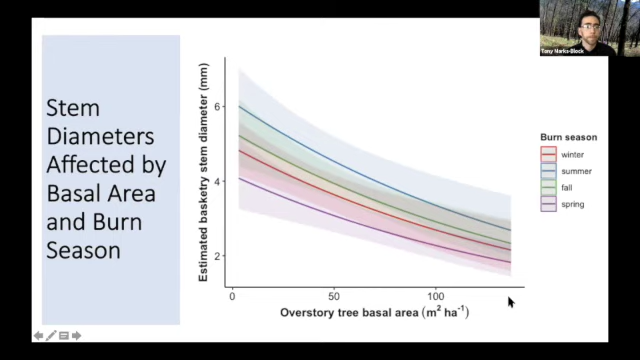 Tony Marks-Block
Stem
Diameters
Affected by
Basal Area
and Burn
Season
Estimated basketry stem diameter (mm)
6
4
2
0
50
100
Overstory tree basal area (m² ha⁻¹)
Burn season
winter
summer
fall
spring